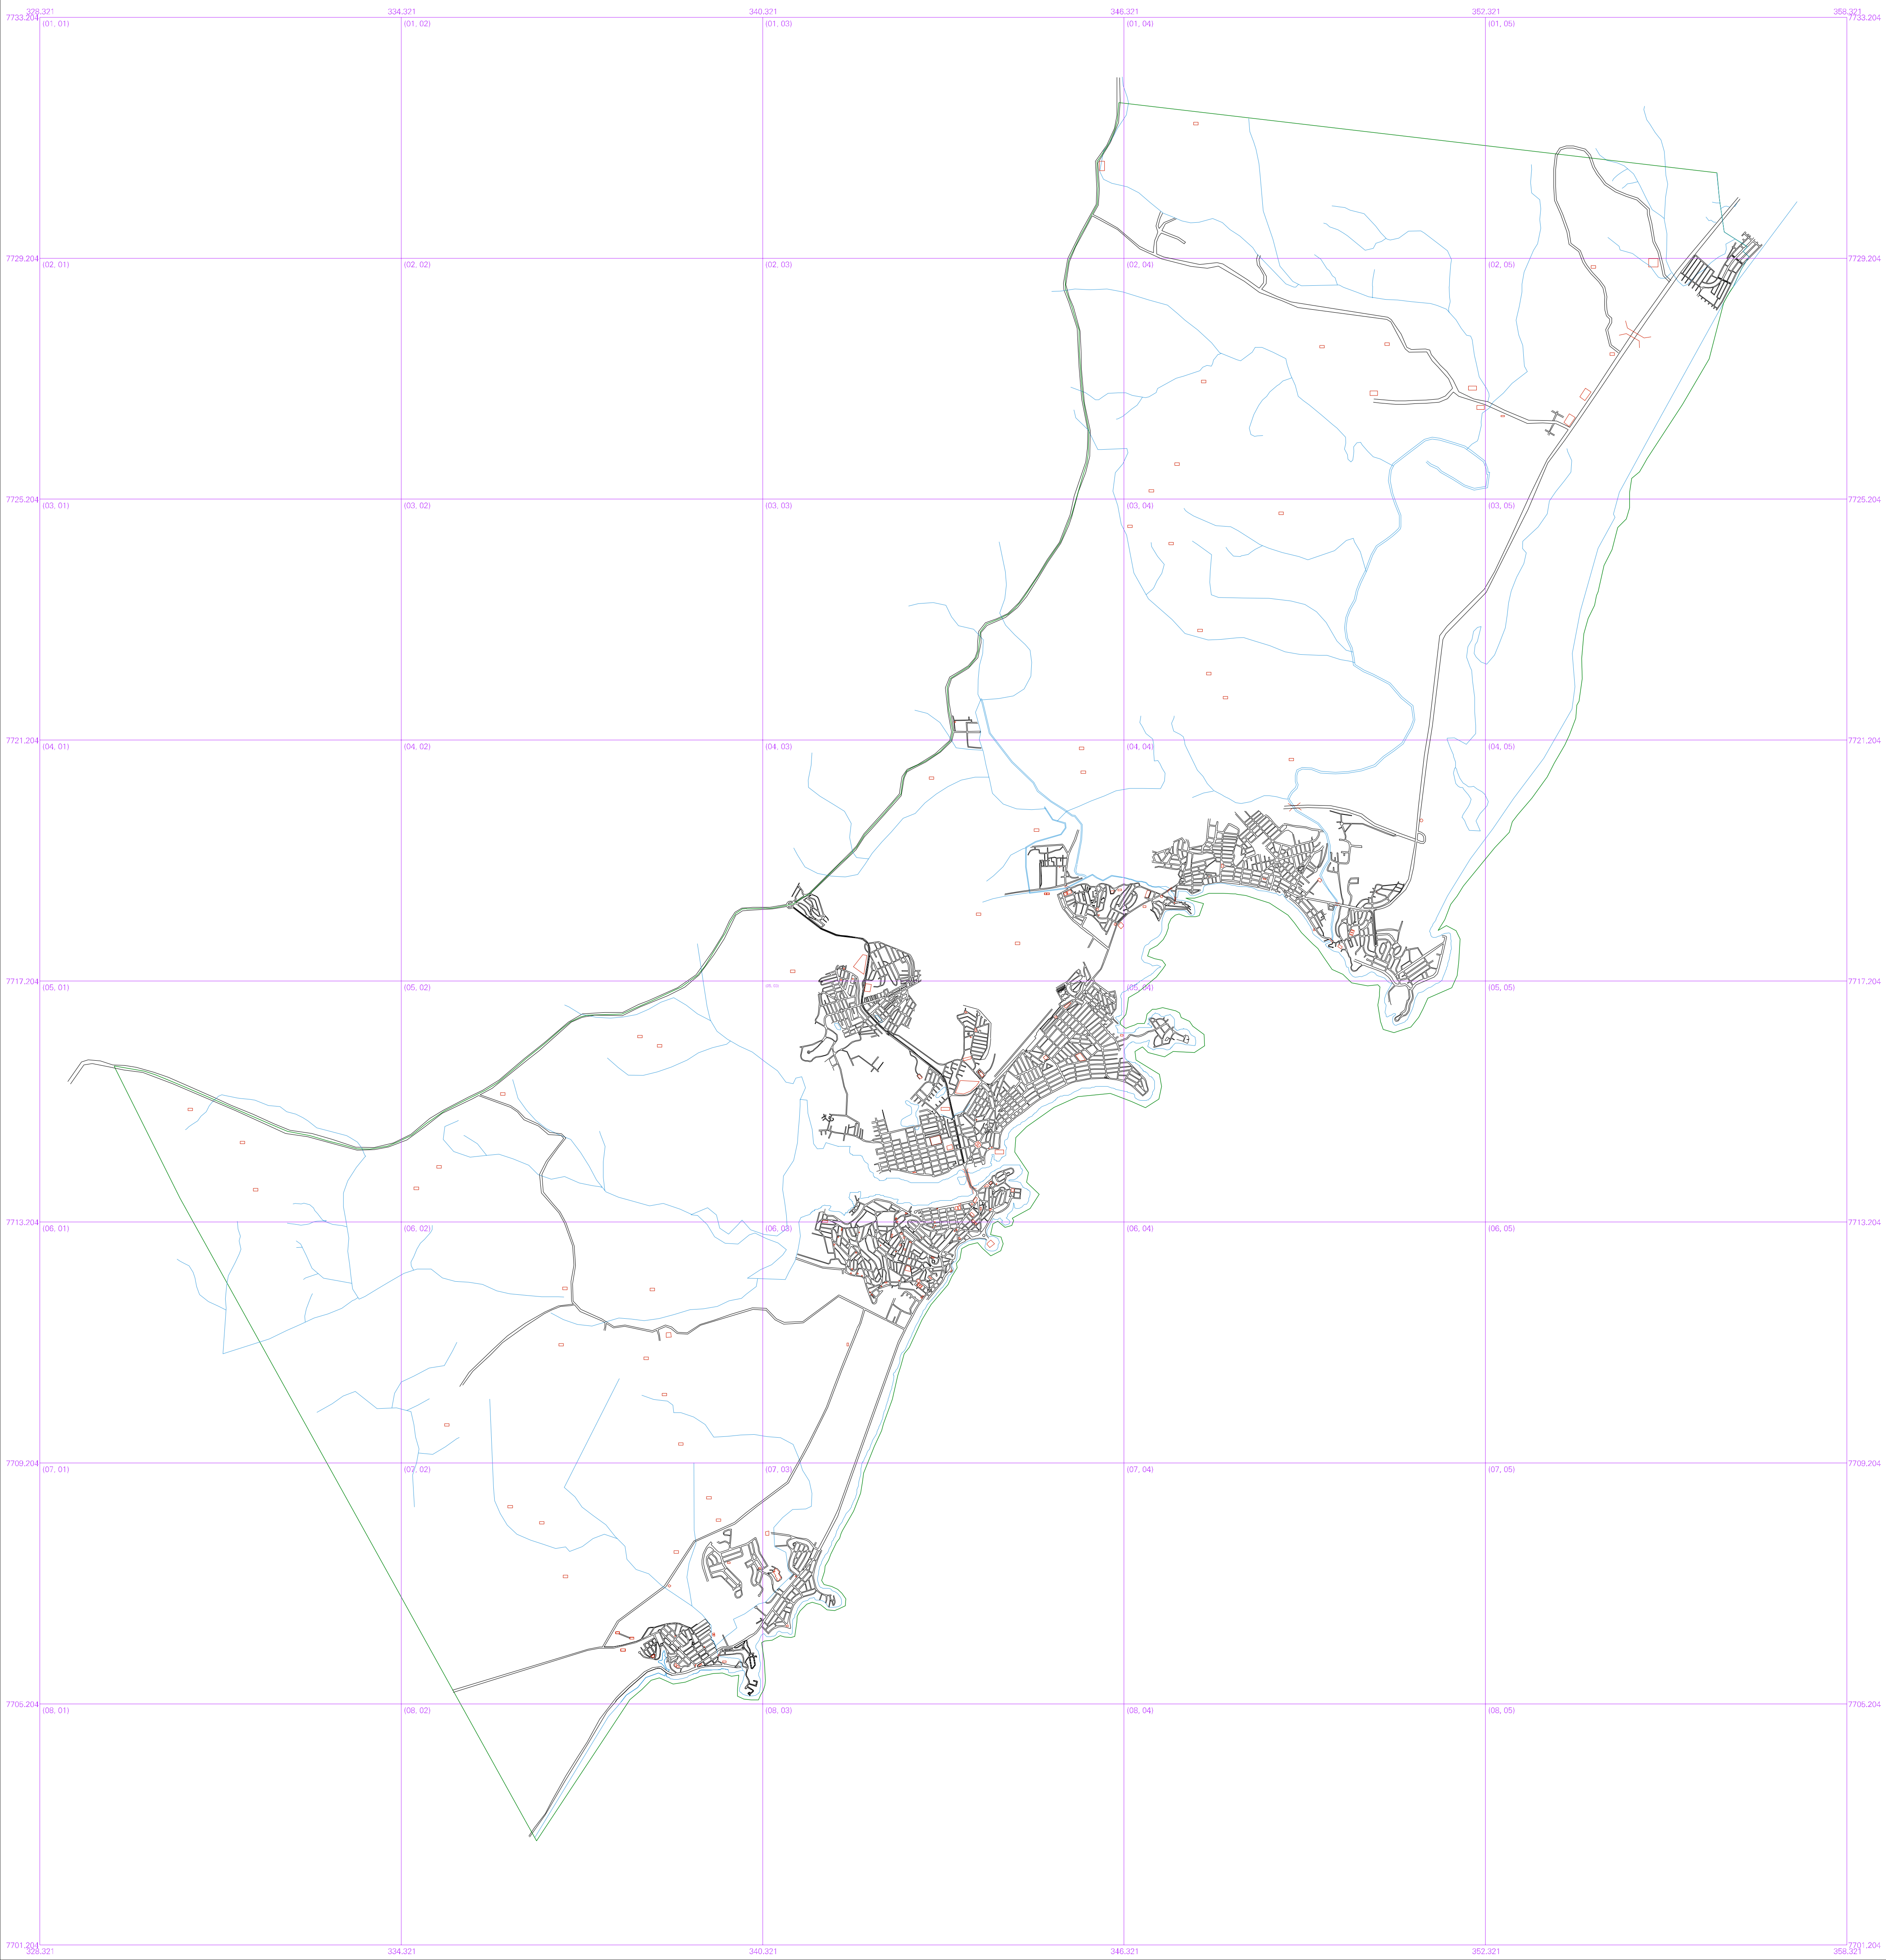 328.321 334.321 340.321 346.321 352.321 358.321
7733.204 (01, 01) (01, 02) (01, 03) (01, 04) (01, 05) 7733.204
7729.204 (02, 01) (02, 02) (02, 03) (02, 04) (02, 05) 7729.204
7725.204 (03, 01) (03, 02) (03, 03) (03, 04) (03, 05) 7725.204
7721.204 (04, 01) (04, 02) (04, 03) (04, 04) (04, 05) 7721.204
7717.204 (05, 01) (05, 02) (05, 03) (05, 04) (05, 05) 7717.204
7713.204 (06, 01) (06, 02) (06, 03) (06, 04) (06, 05) 7713.204
7709.204 (07, 01) (07, 02) (07, 03) (07, 04) (07, 05) 7709.204
7705.204 (08, 01) (08, 02) (08, 03) (08, 04) (08, 05) 7705.204
7701.204 7701.204
328.321 334.321 340.321 346.321 352.321 358.321